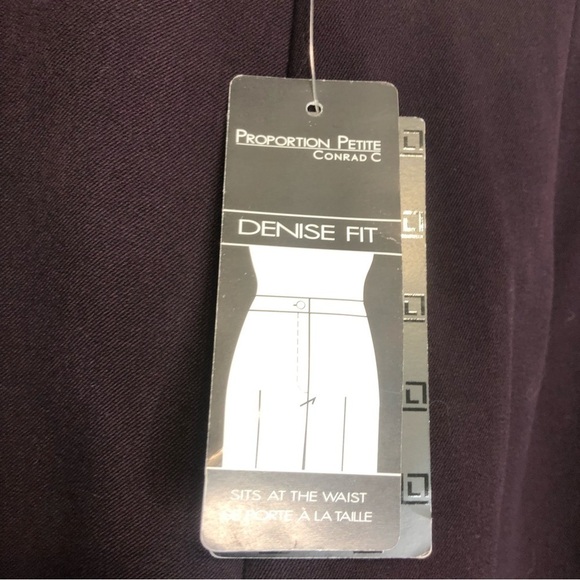 PROPORTION PETITE
CONRAD C
DENISE FIT
SITS AT THE WAIST
SE PORTE À LA TAILLE